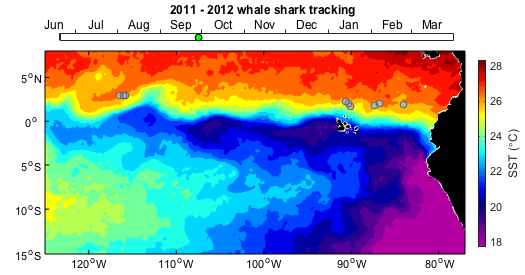 2011 - 2012 whale shark tracking
Jun Jul Aug Sep Oct Nov Dec Jan Feb Mar
5°N
0°
5°S
10°S
15°S
120°W 110°W 100°W 90°W 80°W
28
26
24
22
20
18
SST (°C)